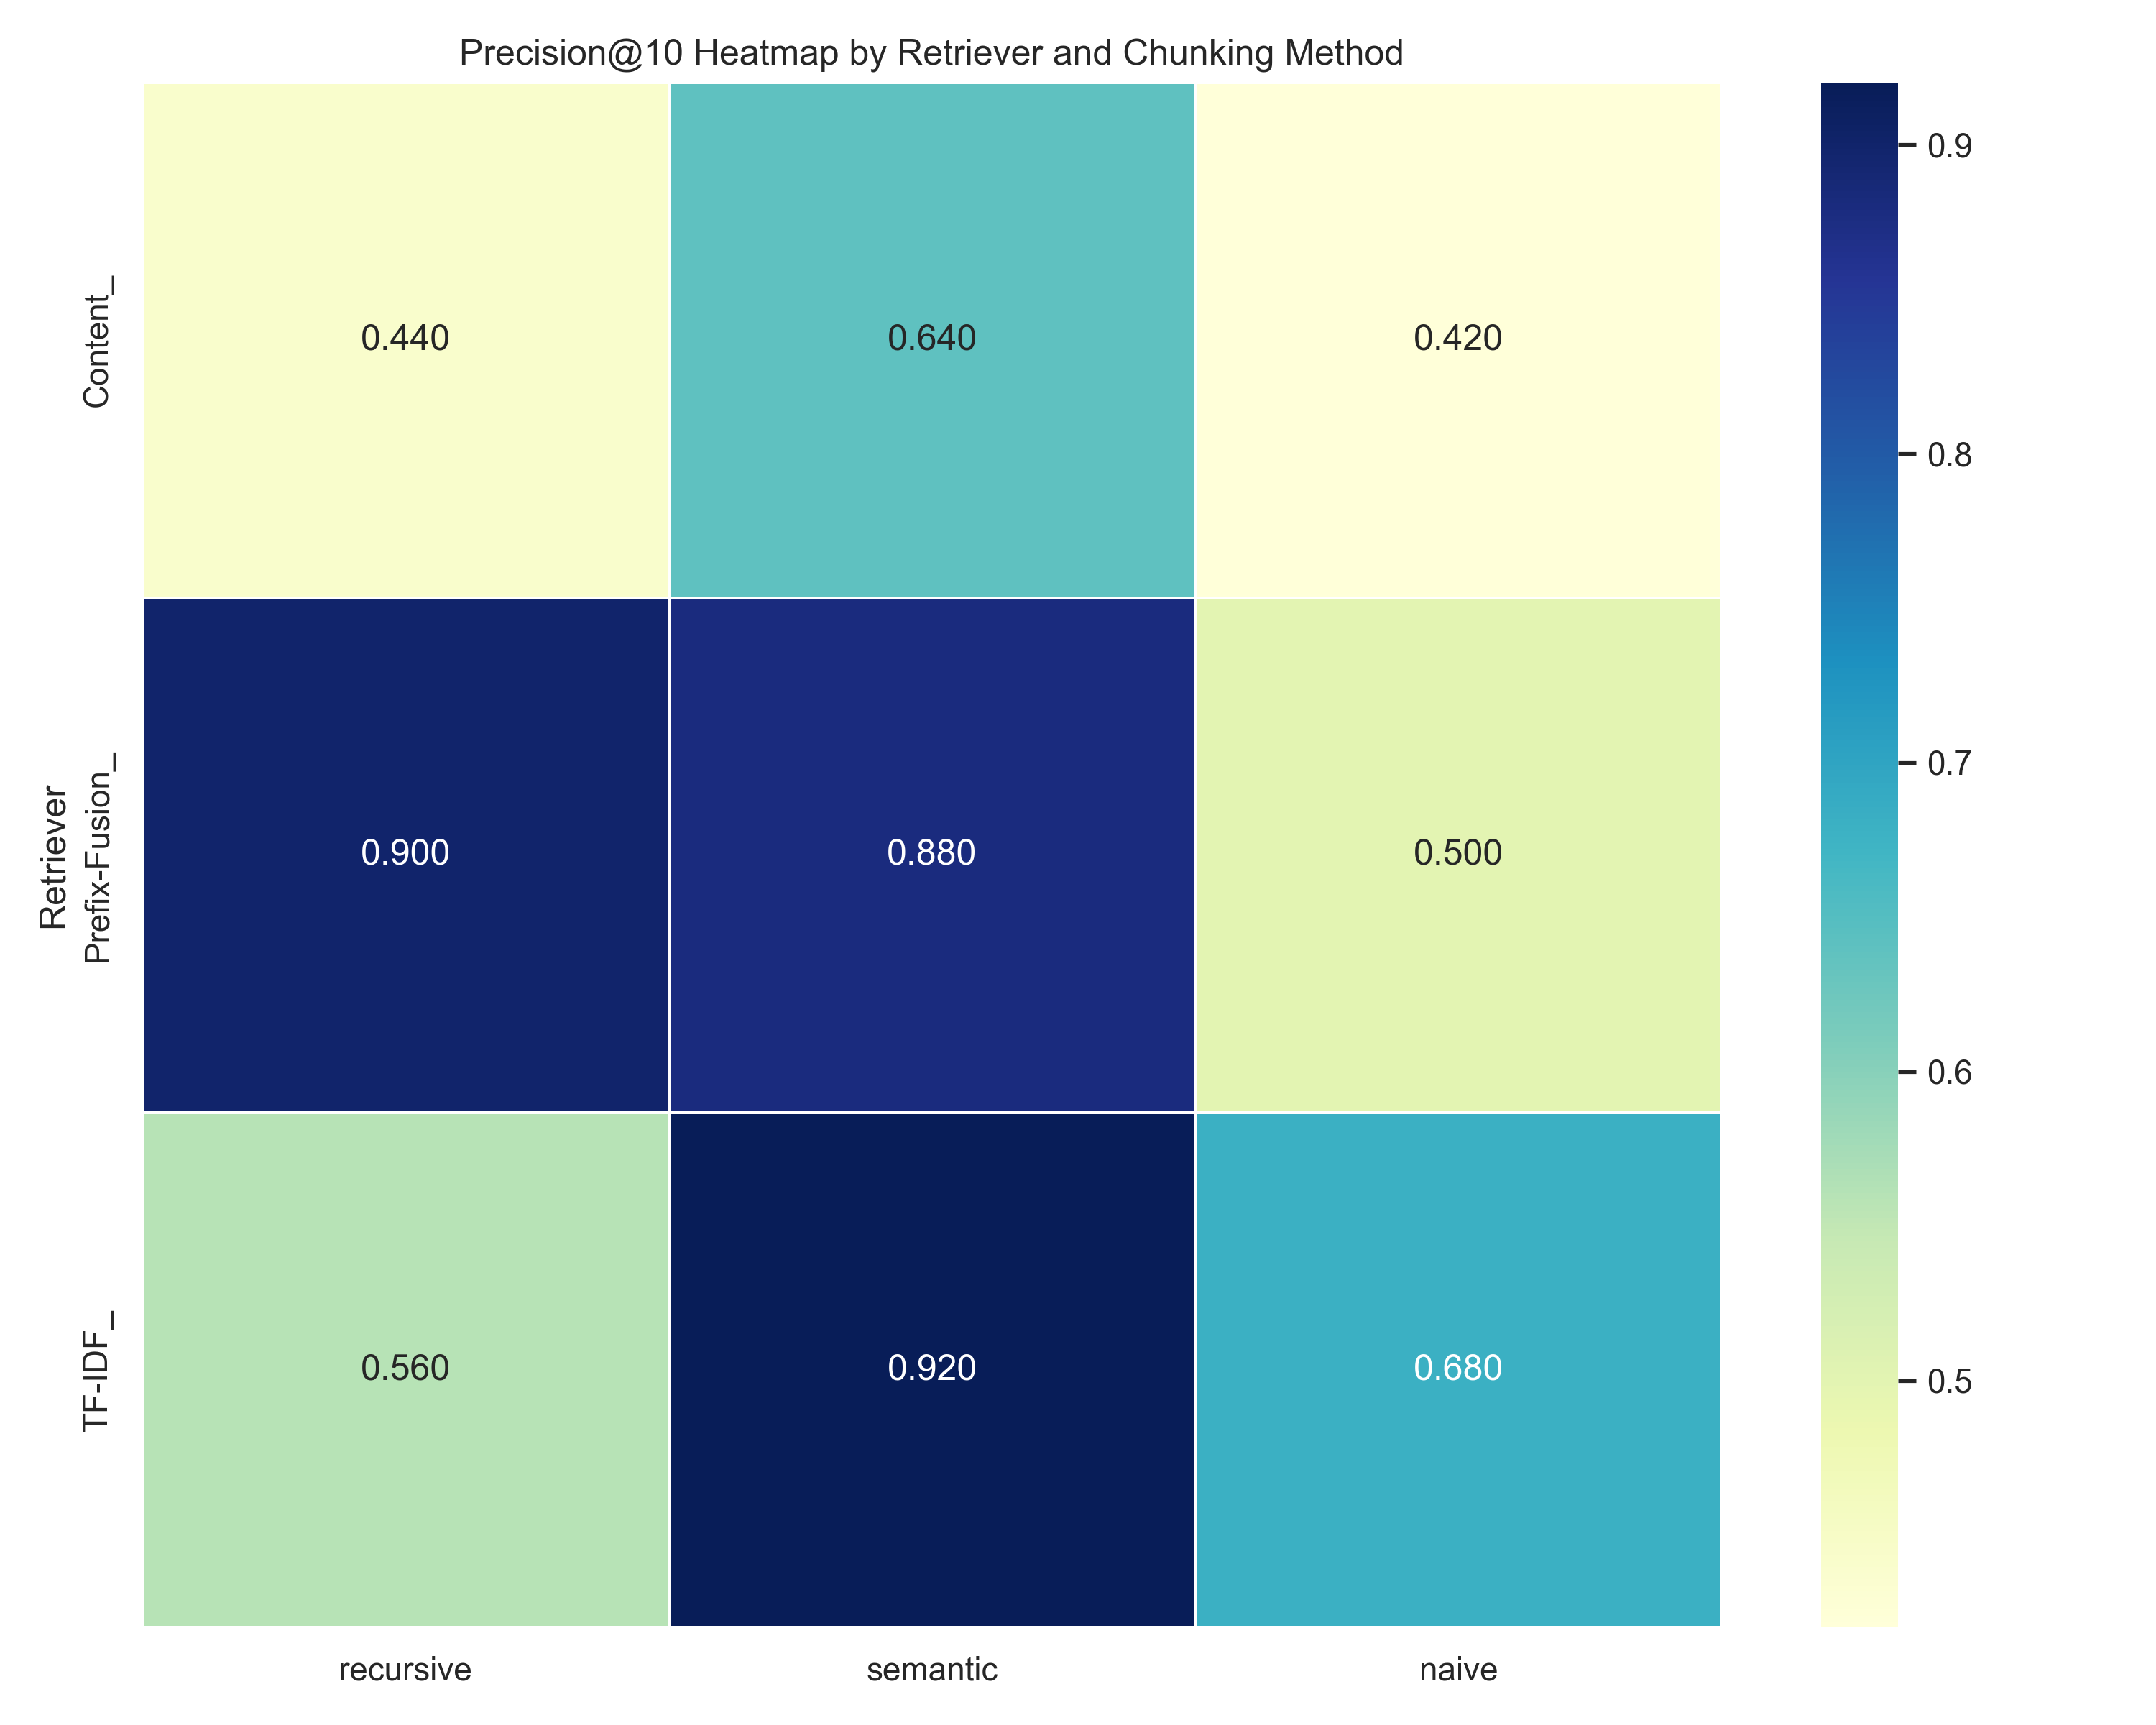 Precision@10 Heatmap by Retriever and Chunking Method
Retriever
Content_
0.440 0.640 0.420
Prefix-Fusion_
0.900 0.880 0.500
TF-IDF_
0.560 0.920 0.680
recursive semantic naive
0.9
0.8
0.7
0.6
0.5